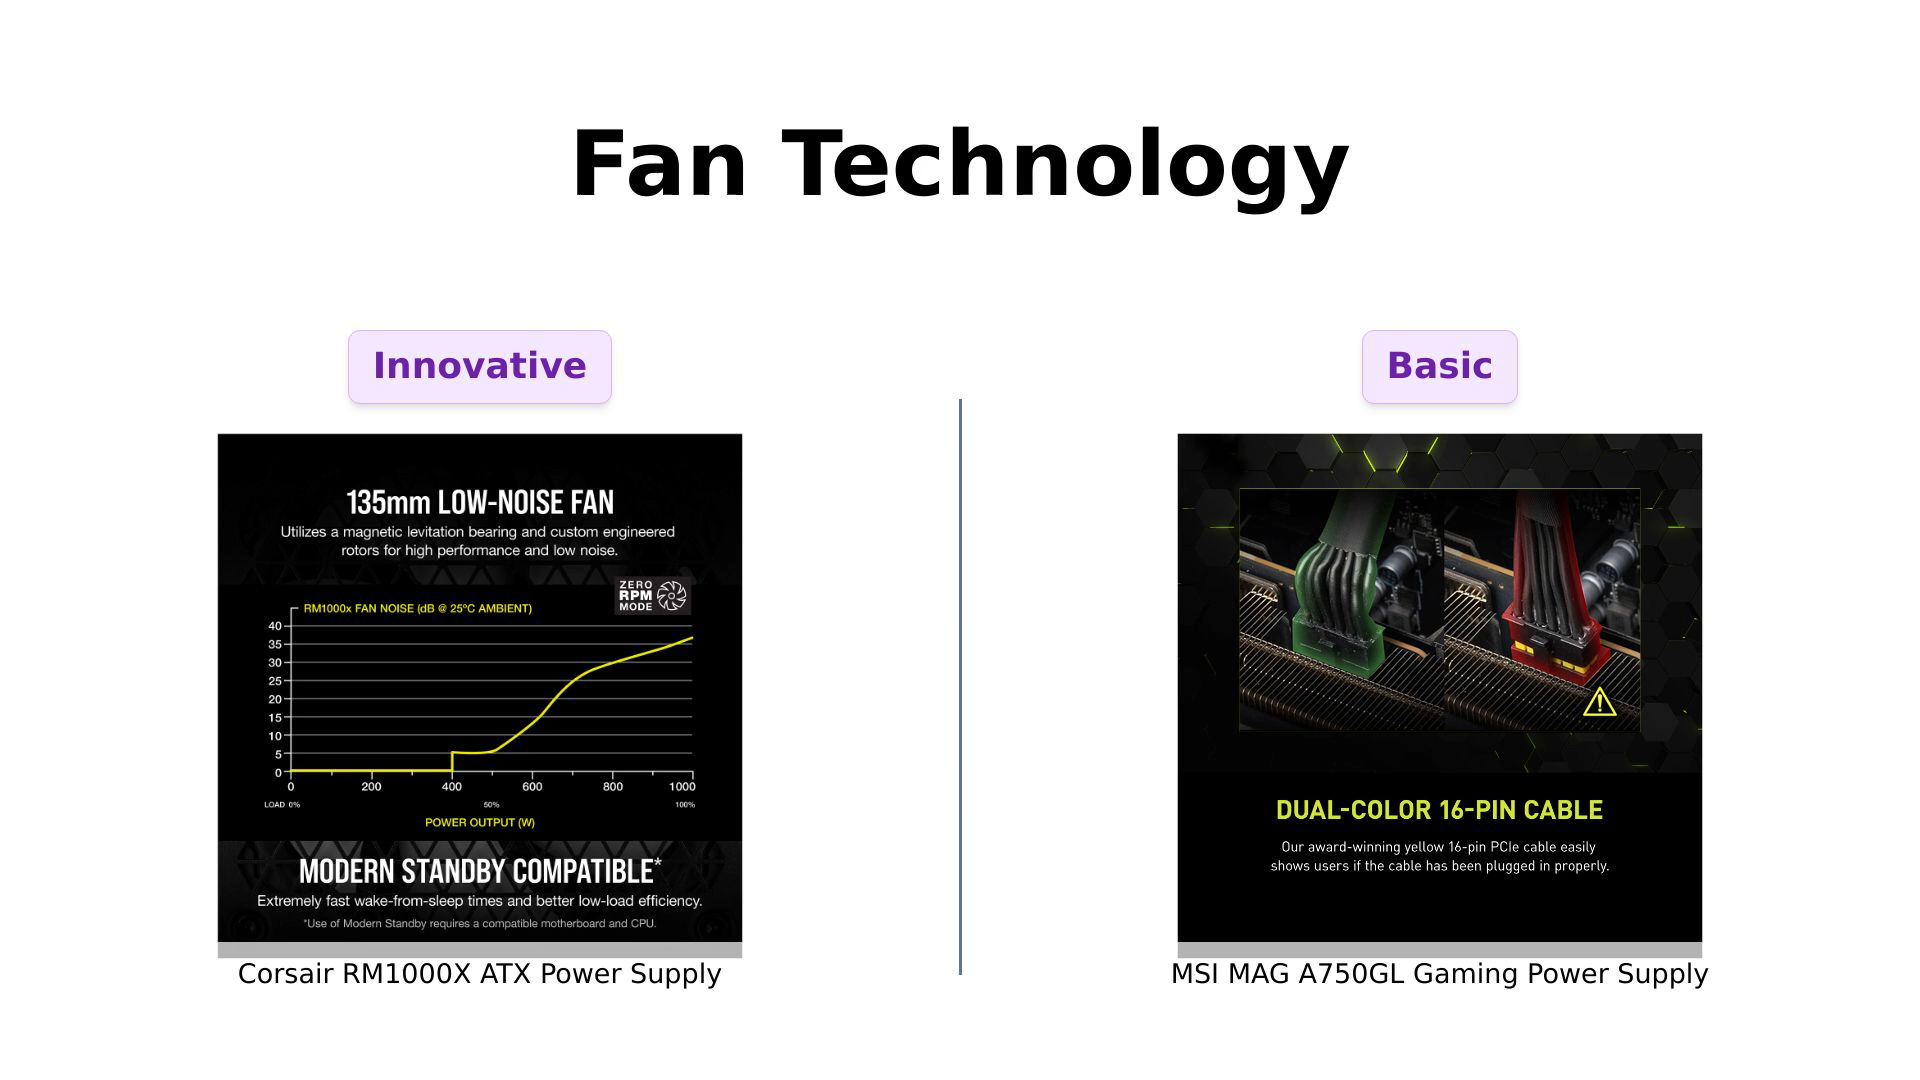 Fan Technology
Innovative
135mm LOW-NOISE FAN
Utilizes a magnetic levitation bearing and custom engineered
rotors for high performance and low noise.
ZERO
RPM
MODE
RM1000x FAN NOISE (dB @ 25°C AMBIENT)
40
35
30
25
20
15
10
5
0
0 200 400 600 800 1000
LOAD 0% 50% 100%
POWER OUTPUT (W)
MODERN STANDBY COMPATIBLE*
Extremely fast wake-from-sleep times and better low-load efficiency.
*Use of Modern Standby requires a compatible motherboard and CPU.
Corsair RM1000X ATX Power Supply
Basic
DUAL-COLOR 16-PIN CABLE
Our award-winning yellow 16-pin PCIe cable easily
shows users if the cable has been plugged in properly.
MSI MAG A750GL Gaming Power Supply